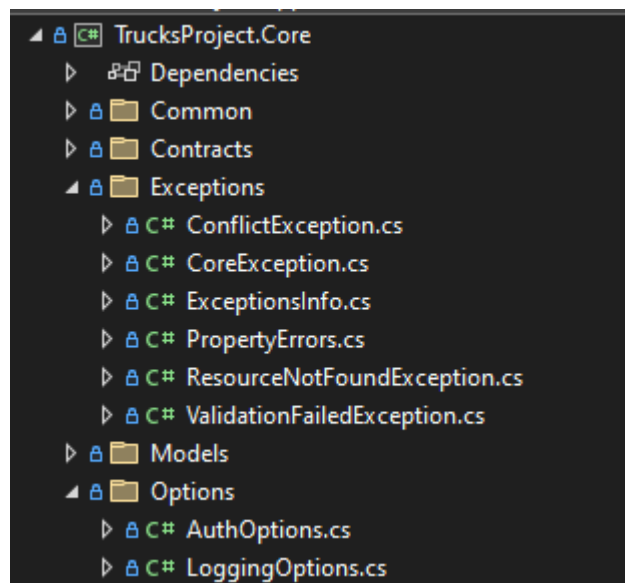 C# TrucksProject.Core
Dependencies
Common
Contracts
Exceptions
C# ConflictException.cs
C# CoreException.cs
C# ExceptionsInfo.cs
C# PropertyErrors.cs
C# ResourceNotFoundException.cs
C# ValidationFailedException.cs
Models
Options
C# AuthOptions.cs
C# LoggingOptions.cs